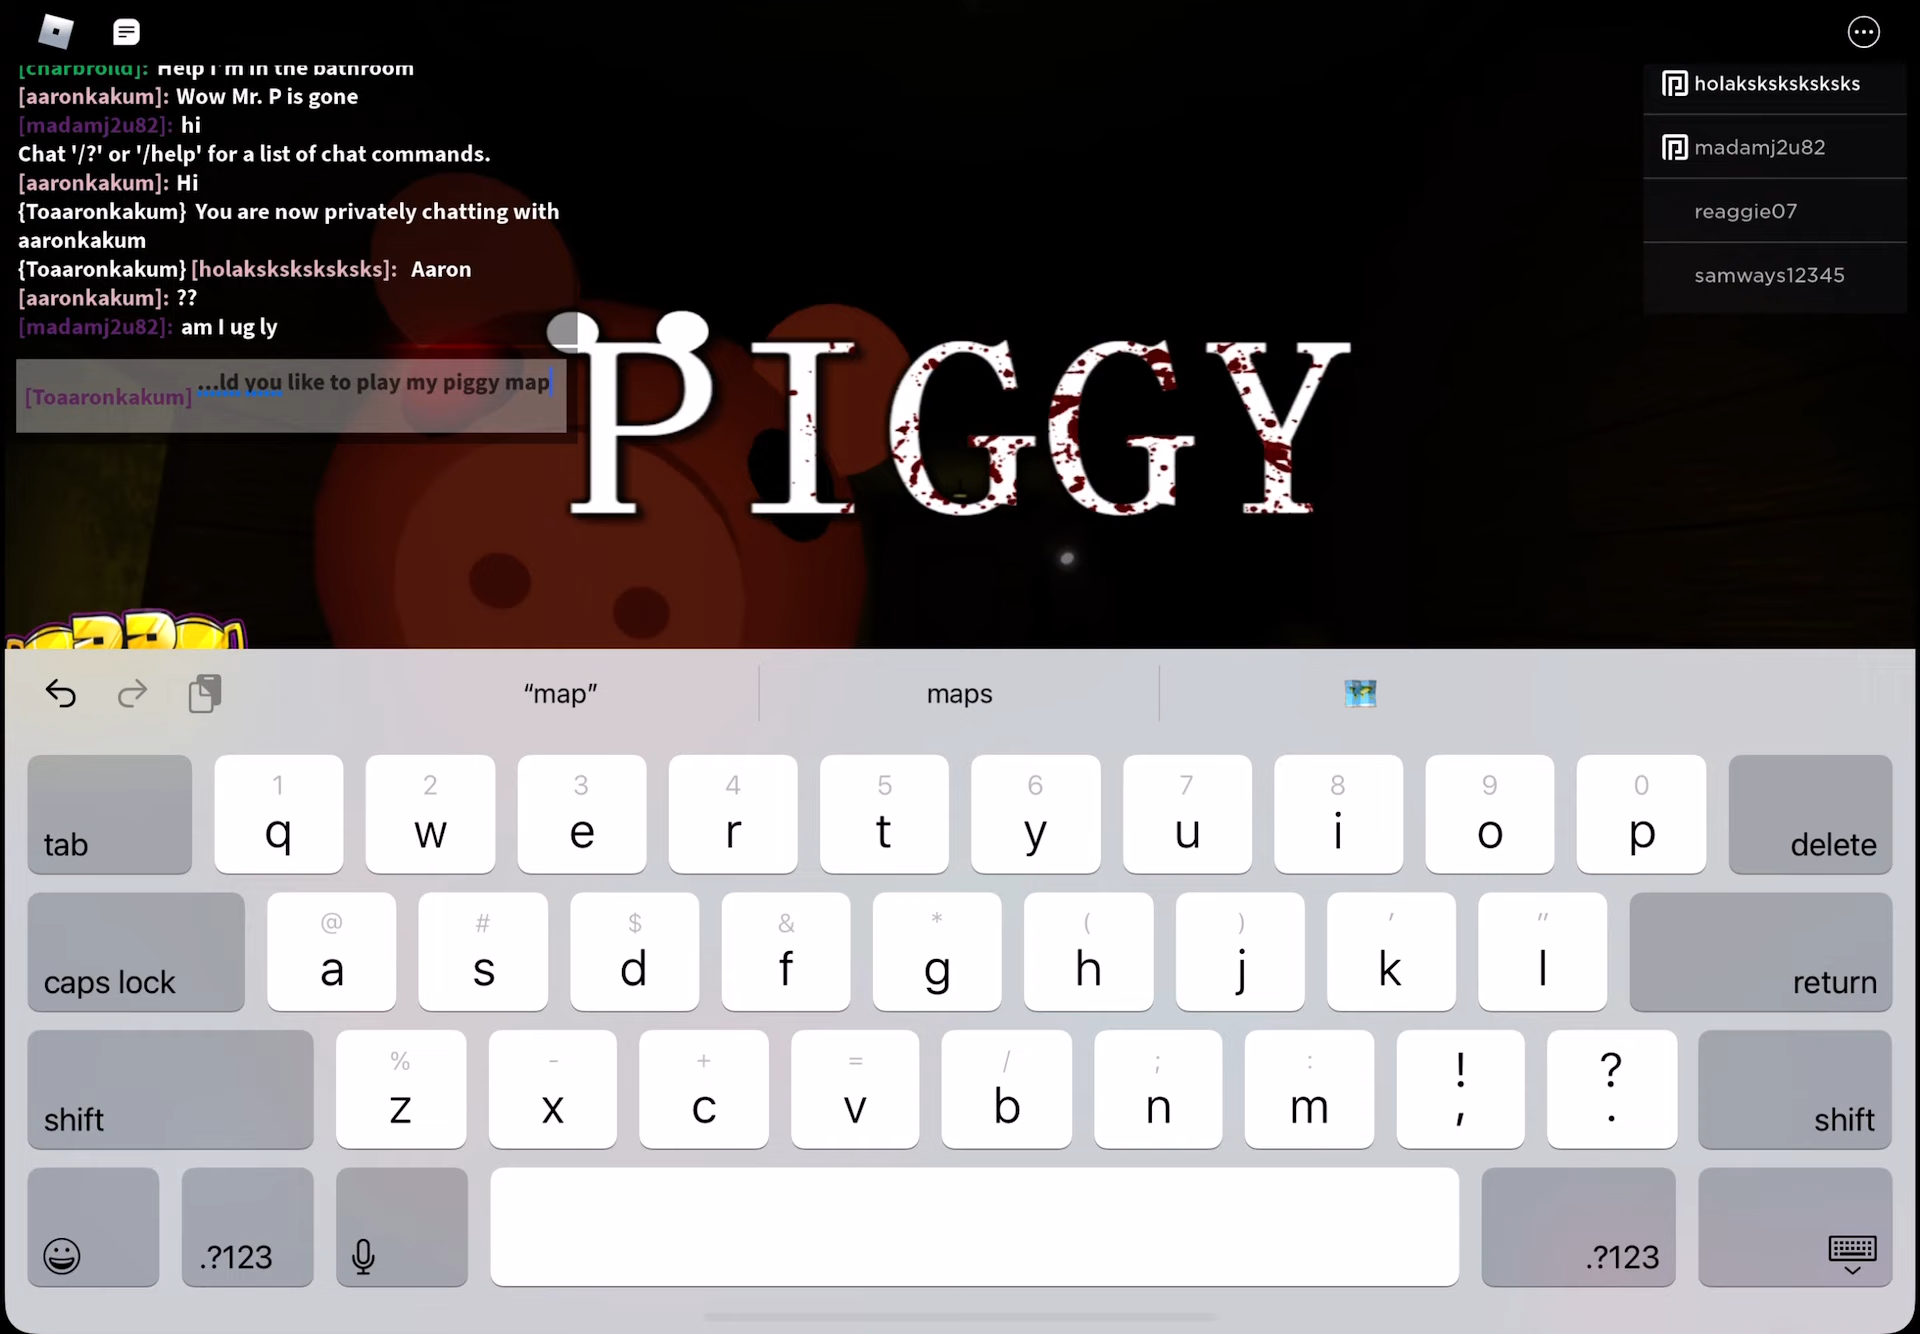 [charbroild]: Help I'm in the bathroom
[aaronkakum]: Wow Mr. P is gone
[madamj2u82]: hi
Chat '/?' or '/help' for a list of chat commands.
[aaronkakum]: Hi
{Toaaronkakum} You are now privately chatting with
aaronkakum
{Toaaronkakum} [holaksksksksksks]: Aaron
[aaronkakum]: ??
[madamj2u82]: am I ug ly
[Toaaronkakum] ...ld you like to play my piggy map
holaksksksksksks
madamj2u82
reaggie07
samways12345
PIGGY
“map” maps
1 2 3 4 5 6 7 8 9 0
tab q w e r t y u i o p delete
@ # $ & * ( ) ' "
caps lock a s d f g h j k l return
% - + = / ; : ! ?
shift z x c v b n m , . shift
.?123 .?123